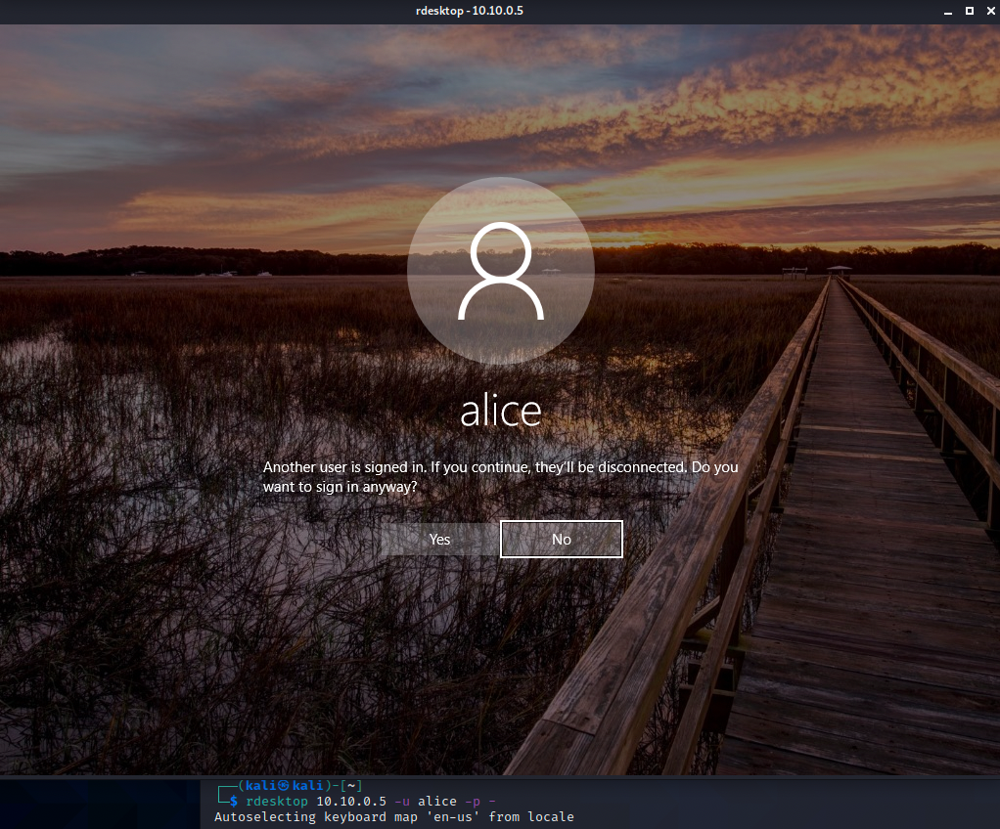 rdesktop - 10.10.0.5
alice
Another user is signed in. If you continue, they'll be disconnected. Do you
want to sign in anyway?
Yes
No
┌──(kali㉿kali)-[~]
└─$ rdesktop 10.10.0.5 -u alice -p -
Autoselecting keyboard map 'en-us' from locale